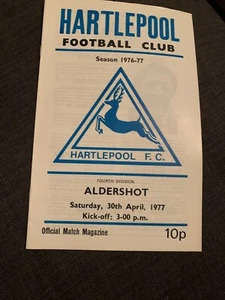 HARTLEPOOL
FOOTBALL CLUB
Season 1976-77
HARTLEPOOL F.C.
FOURTH DIVISION
ALDERSHOT
Saturday, 30th April, 1977
Kick-off: 3-00 p.m.
Official Match Magazine
10p